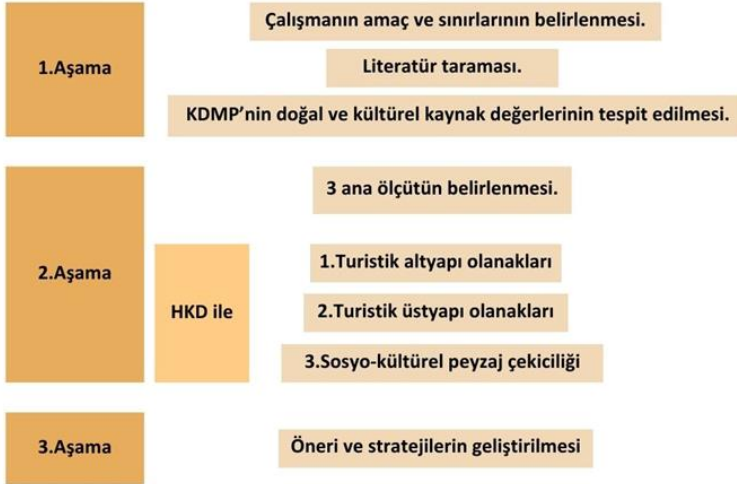 1.Aşama
Çalışmanın amaç ve sınırlarının belirlenmesi.
Literatür taraması.
KDMP’nin doğal ve kültürel kaynak değerlerinin tespit edilmesi.
2.Aşama
3 ana ölçütün belirlenmesi.
HKD ile
1.Turistik altyapı olanakları
2.Turistik üstyapı olanakları
3.Sosyo-kültürel peyzaj çekiciliği
3.Aşama
Öneri ve stratejilerin geliştirilmesi